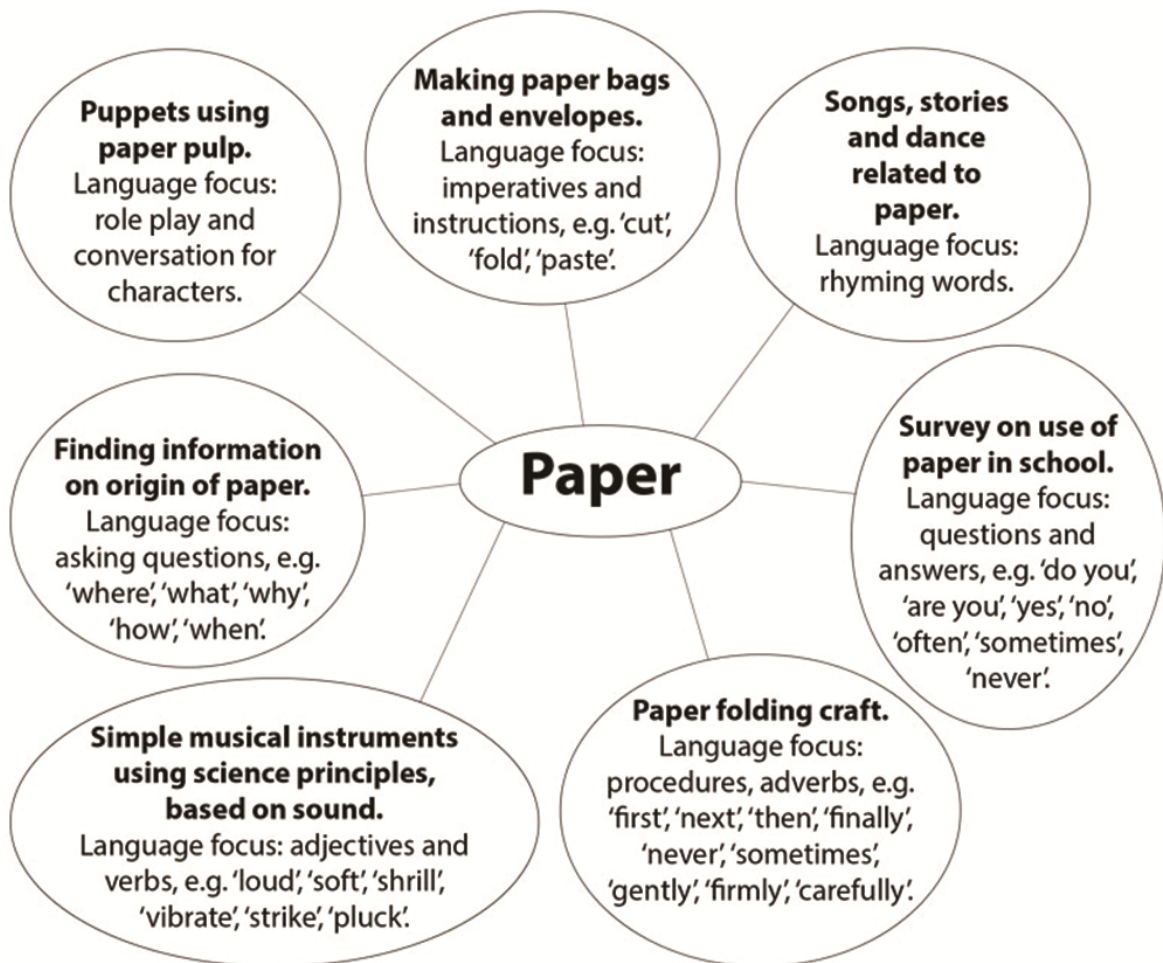 Puppets using
paper pulp.
Language focus:
role play and
conversation for
characters.
Making paper bags
and envelopes.
Language focus:
imperatives and
instructions, e.g. ‘cut’,
‘fold’, ‘paste’.
Songs, stories
and dance
related to
paper.
Language focus:
rhyming words.
Finding information
on origin of paper.
Language focus:
asking questions, e.g.
‘where’, ‘what’, ‘why’,
‘how’, ‘when’.
Paper
Survey on use of
paper in school.
Language focus:
questions and
answers, e.g. ‘do you’,
‘are you’, ‘yes’, ‘no’,
‘often’, ‘sometimes’,
‘never’.
Simple musical instruments
using science principles,
based on sound.
Language focus: adjectives and
verbs, e.g. ‘loud’, ‘soft’, ‘shrill’,
‘vibrate’, ‘strike’, ‘pluck’.
Paper folding craft.
Language focus:
procedures, adverbs, e.g.
‘first’, ‘next’, ‘then’, ‘finally’,
‘never’, ‘sometimes’,
‘gently’, ‘firmly’, ‘carefully’.